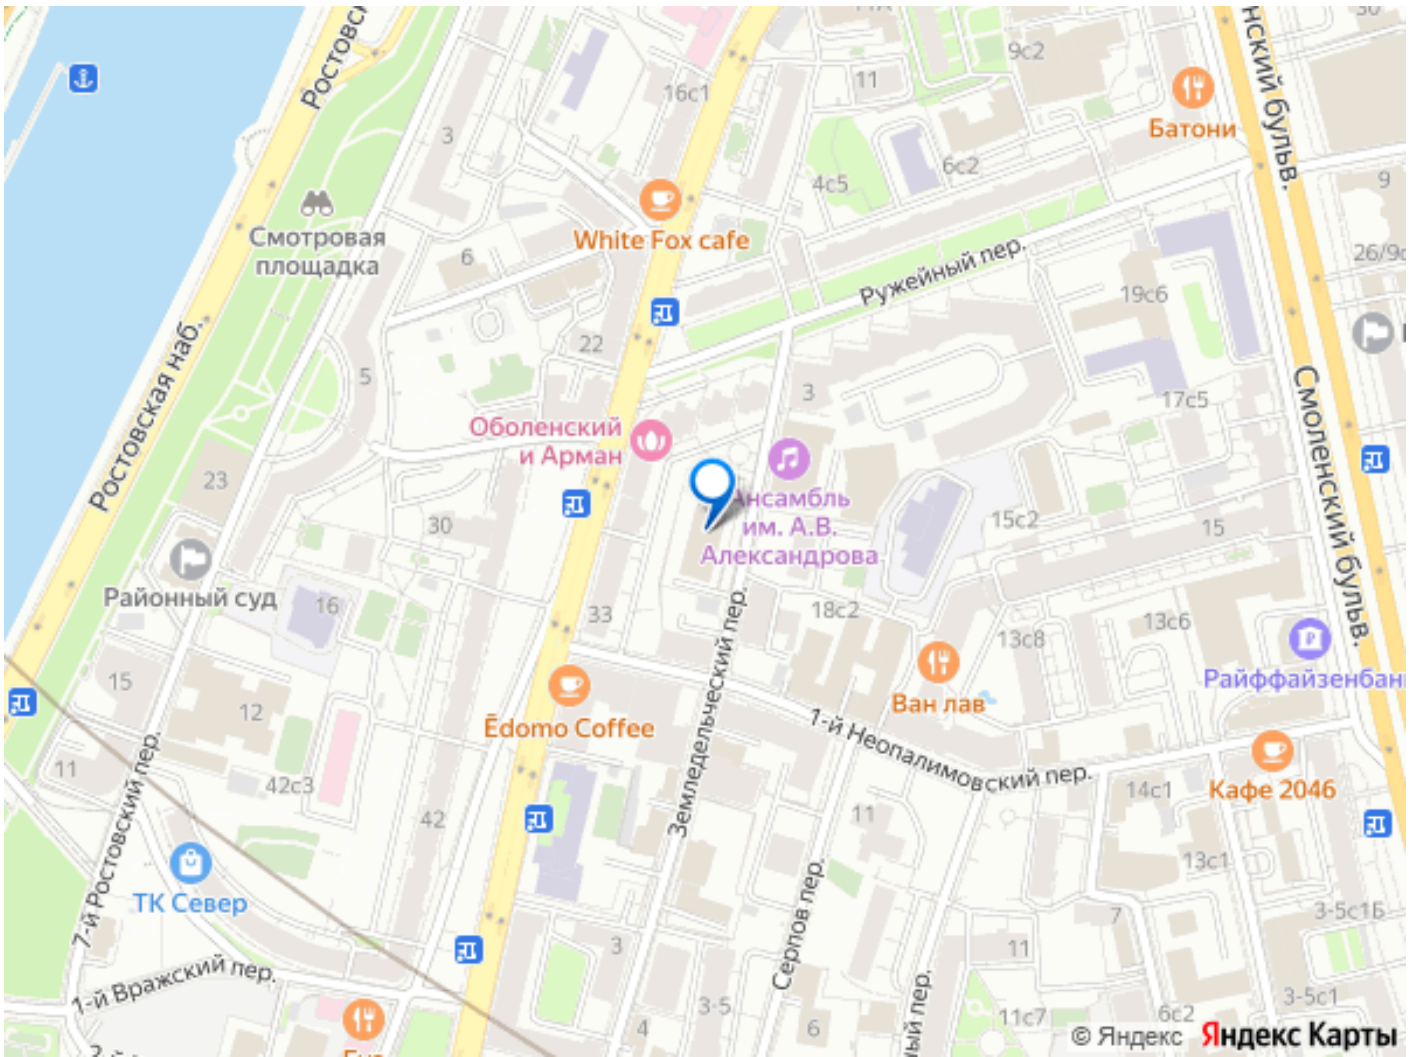 Ростовск
нский бульв.
16с1
11
9с2
30
3
Батони
4с5
6с2
9
White Fox cafe
Смотровая
площадка
6
Ружейный пер.
26/9с
19с6
22
5
3
17с5
Ростовская наб.
Смоленский бульв.
Оболенский
и Арман
23
Ансамбль
им. А.В.
Александрова
30
15с2
15
Районный суд
16
33
18с2
13с8
13с6
Райффайзенбан
15
12
Ēdomo Coffee
Ван лав
1-й Неопалимовский пер.
Земледельческий пер.
7-й Ростовский пер.
11
42с3
42
11
14с1
Кафе 2046
13с1
ТК Север
7
3-5с1Б
3
Серпов пер.
11
1-й Вражский пер.
3-5
4
6
ный пер.
11с7
6с2
3-5с1
© Яндекс Яндекс Карты